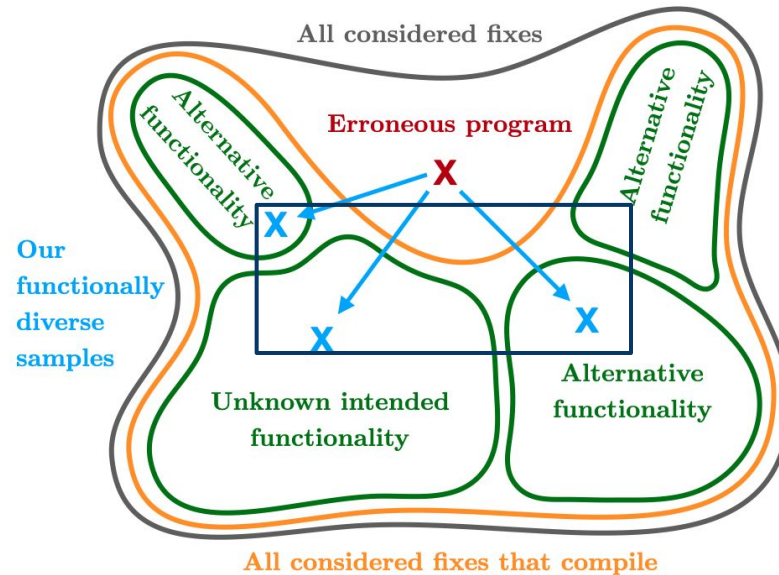 All considered fixes
Alternative
functionality
Alternative
functionality
Erroneous program
X
X
X
X
Our
functionally
diverse
samples
Unknown intended
functionality
Alternative
functionality
All considered fixes that compile